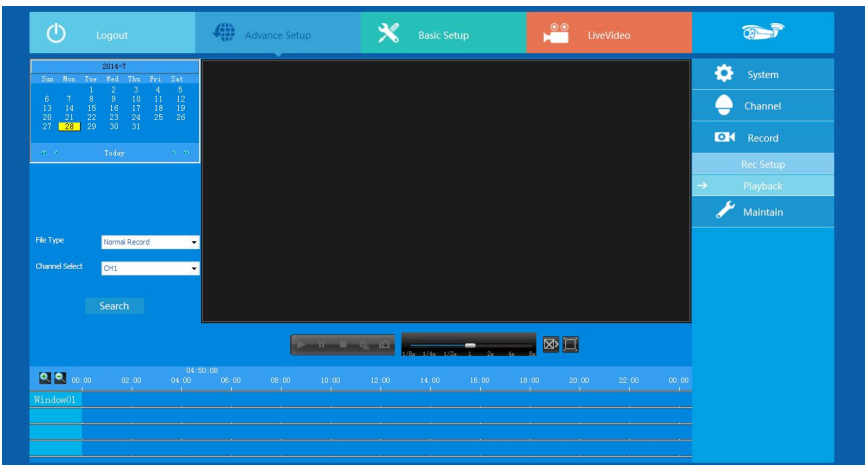 Logout
Advance Setup
Basic Setup
LiveVideo
2014-7
Sun Mon Tue Wed Thu Fri Sat
1 2 3 4 5
6 7 8 9 10 11 12
13 14 15 16 17 18 19
20 21 22 23 24 25 26
27 28 29 30 31
Today
File Type
Normal Record
Channel Select
CH1
Search
System
Channel
Record
Rec Setup
Playback
Maintain
1/8x 1/4x 1/2x 1 2x 4x 8x
04:50:08
00:00 02:00 04:00 06:00 08:00 10:00 12:00 14:00 16:00 18:00 20:00 22:00 00:00
Window01